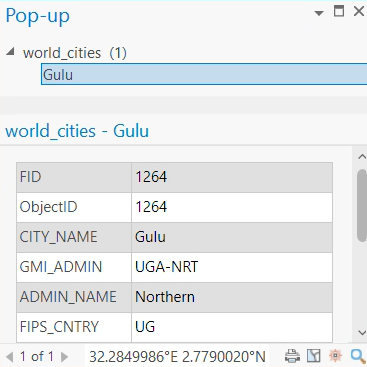 Pop-up
world_cities (1)
Gulu
world_cities - Gulu
FID 1264
ObjectID 1264
CITY_NAME Gulu
GMI_ADMIN UGA-NRT
ADMIN_NAME Northern
FIPS_CNTRY UG
1 of 1 32.2849986°E 2.7790020°N